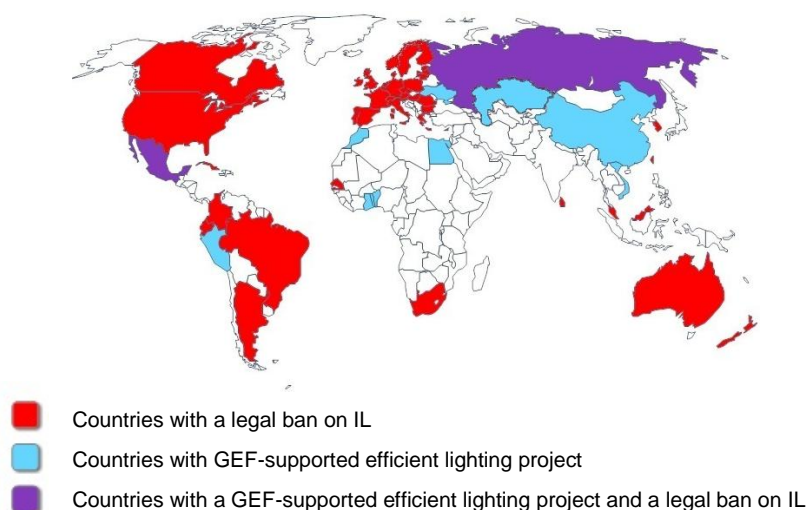 Countries with a legal ban on IL
Countries with GEF-supported efficient lighting project
Countries with a GEF-supported efficient lighting project and a legal ban on IL